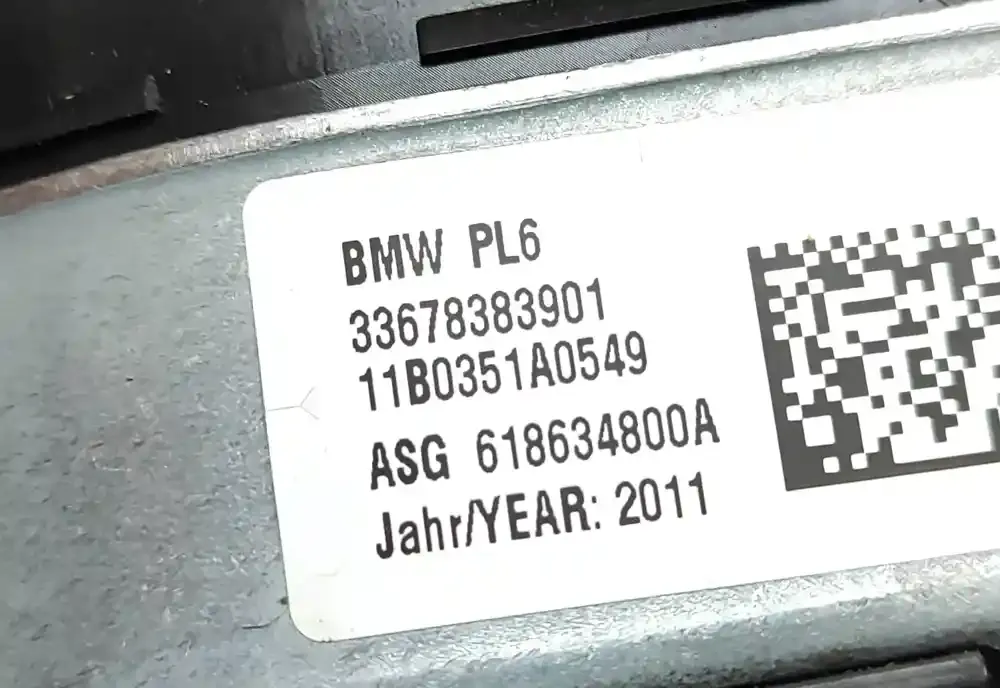 BMW PL6
33678383901
11B0351A0549
ASG 618634800A
Jahr/YEAR: 2011